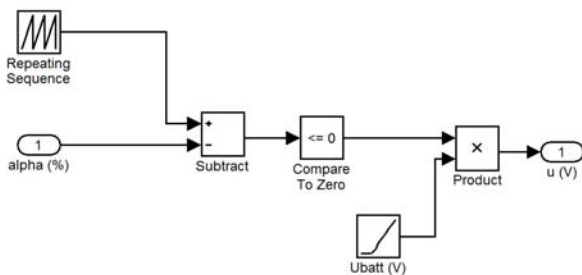 Repeating
Sequence
1
alpha (%)
+
−
Subtract
<= 0
Compare
To Zero
×
Product
1
u (V)
Ubatt (V)